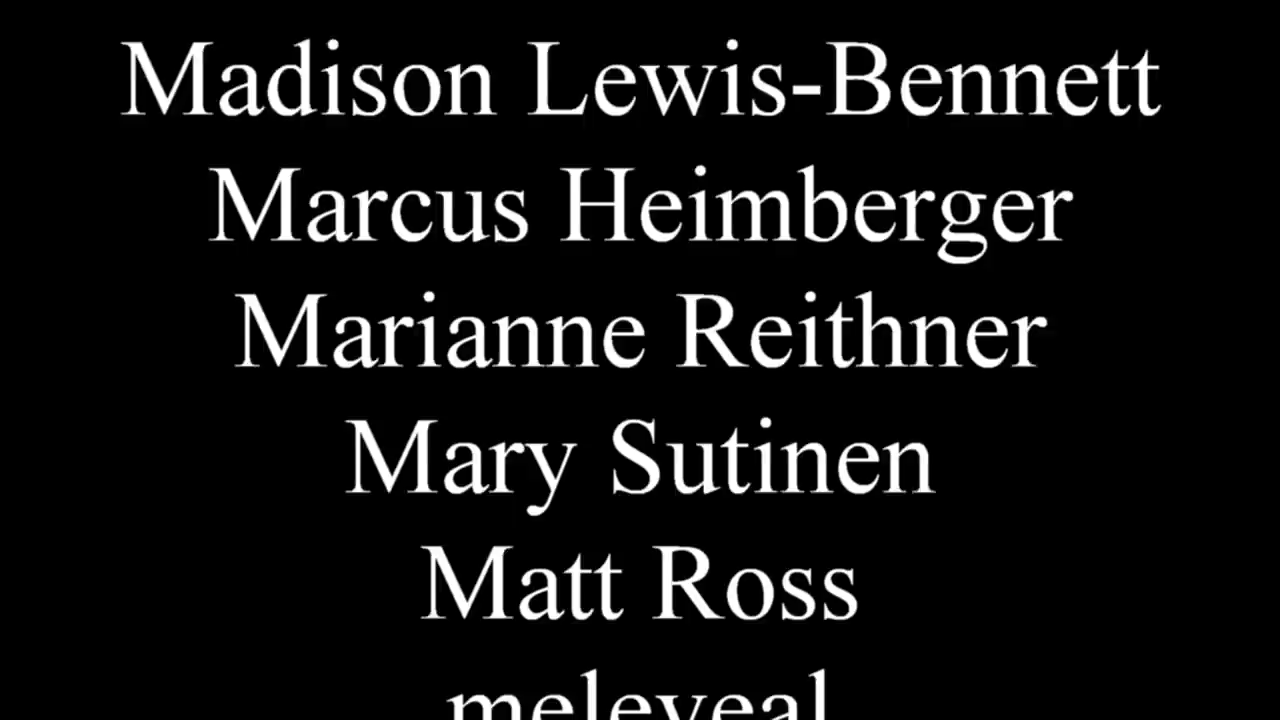 Madison Lewis-Bennett
Marcus Heimberger
Marianne Reithner
Mary Sutinen
Matt Ross